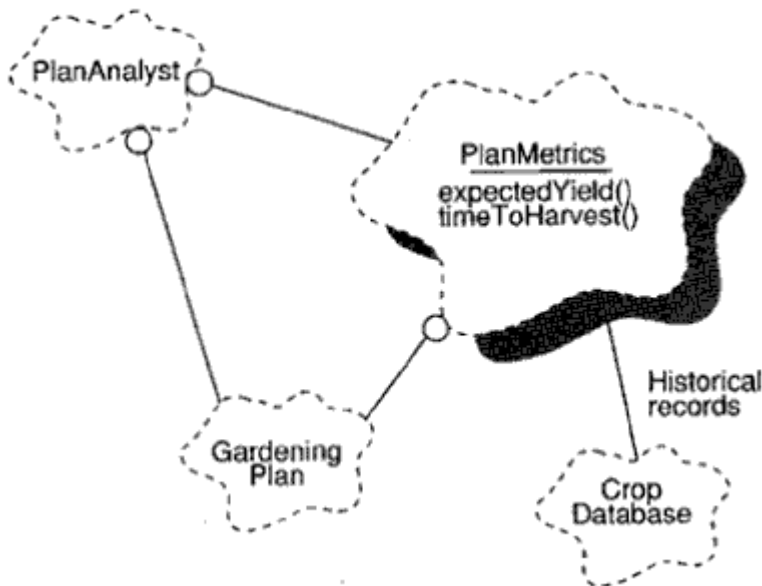 PlanAnalyst
PlanMetrics
expectedYield()
timeToHarvest()
Historical
records
Gardening
Plan
Crop
Database